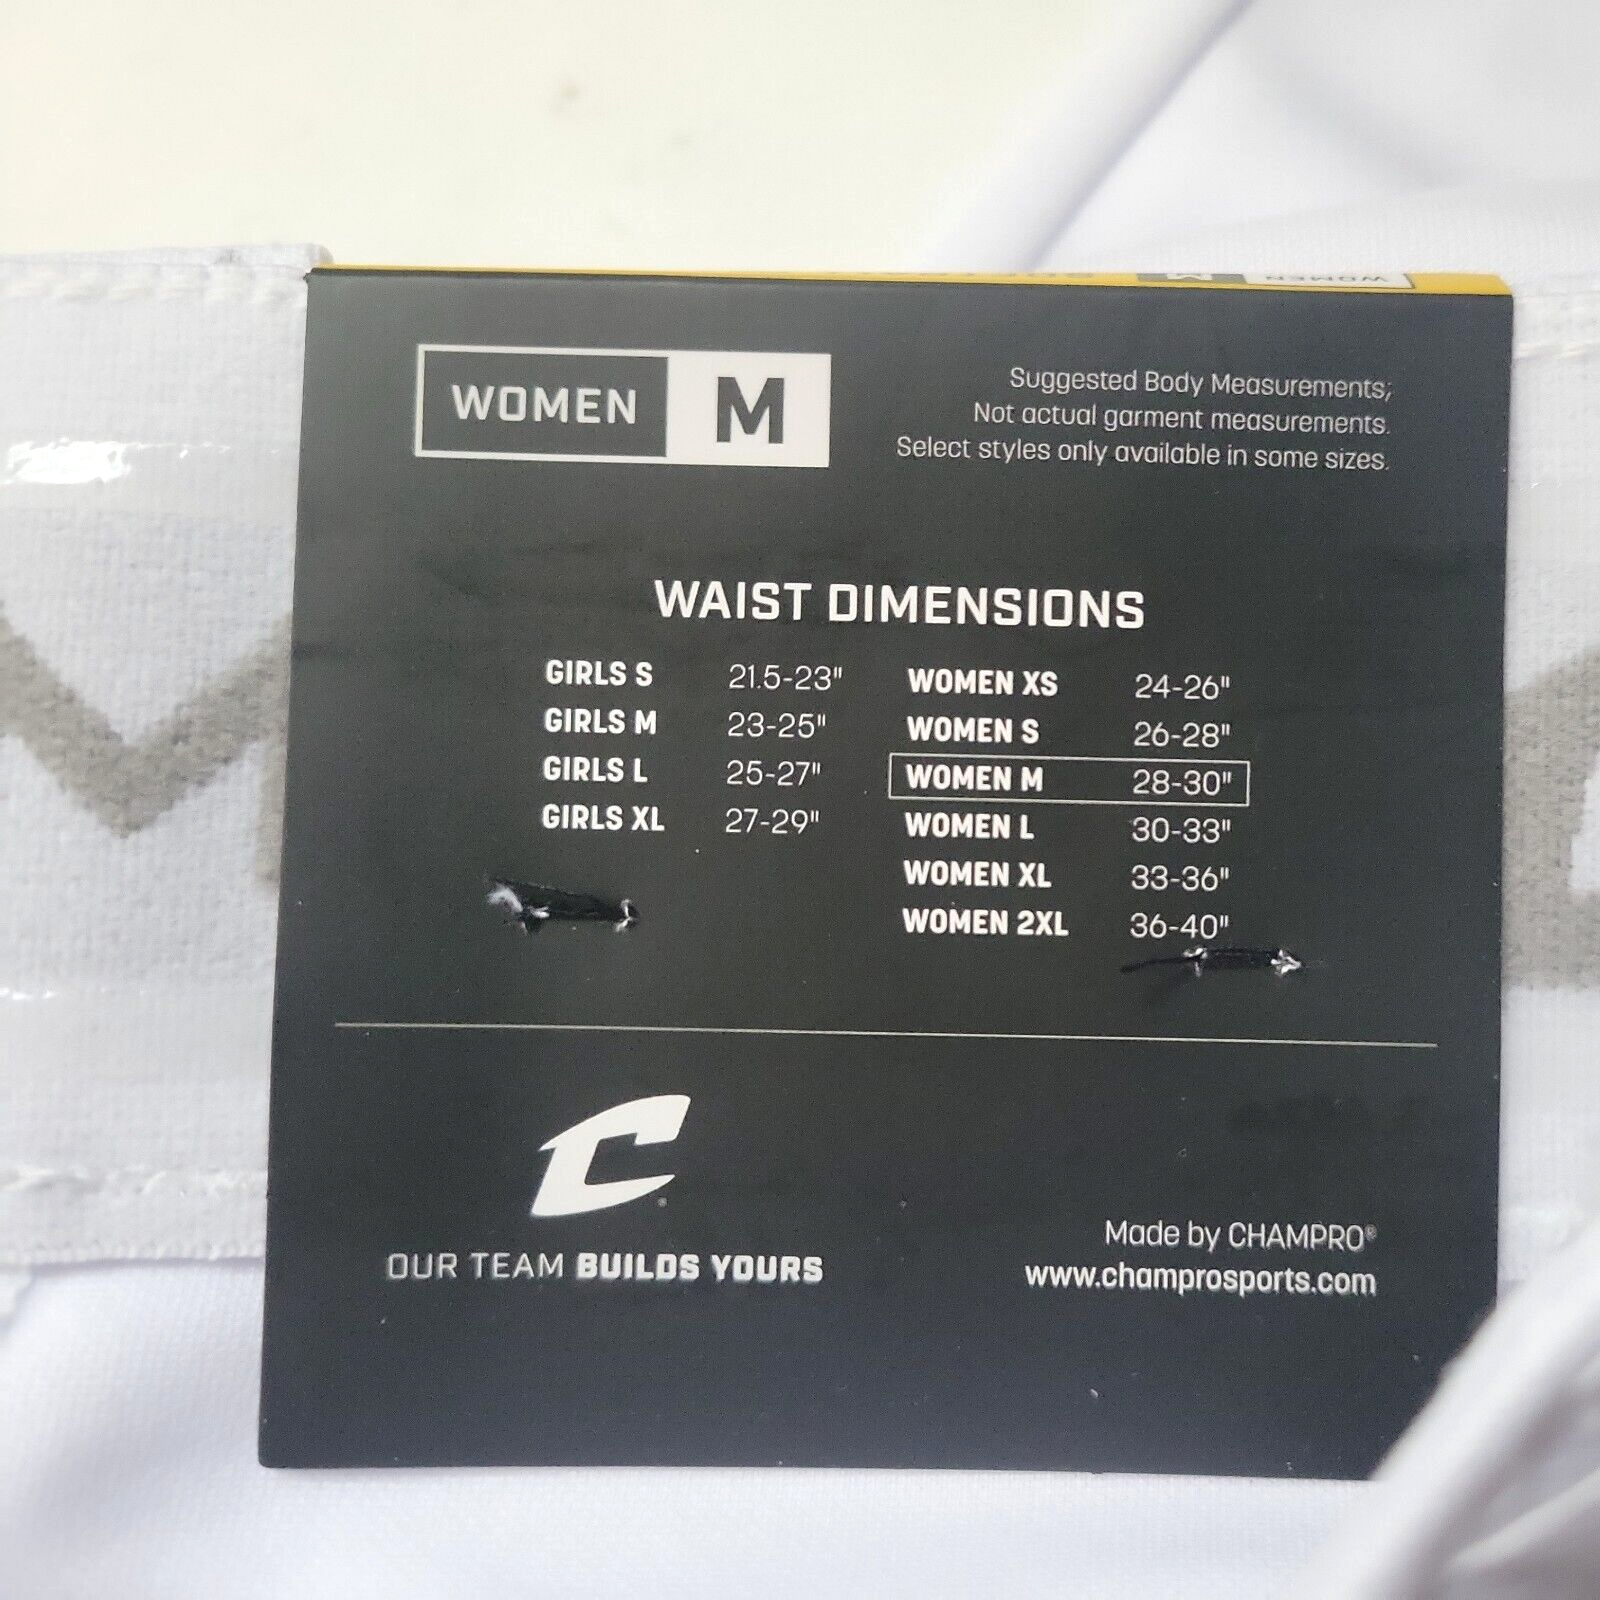 WOMEN M
WOMEN M
Suggested Body Measurements;
Not actual garment measurements.
Select styles only available in some sizes.
WAIST DIMENSIONS
GIRLS S 21.5-23"
GIRLS M 23-25"
GIRLS L 25-27"
GIRLS XL 27-29"
WOMEN XS 24-26"
WOMEN S 26-28"
WOMEN M 28-30"
WOMEN L 30-33"
WOMEN XL 33-36"
WOMEN 2XL 36-40"
C®
OUR TEAM BUILDS YOURS
Made by CHAMPRO®
www.champrosports.com